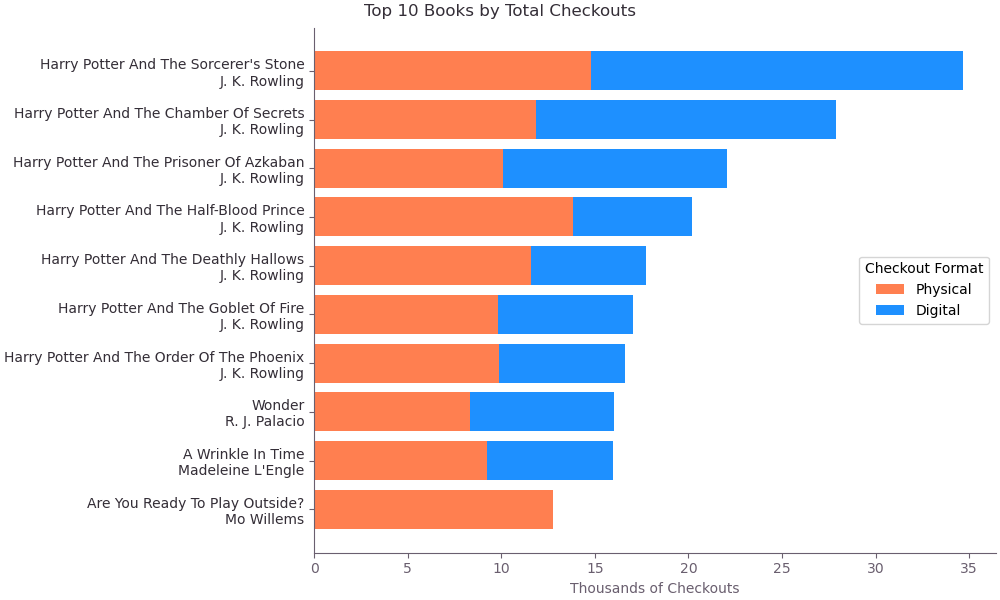 Top 10 Books by Total Checkouts
Harry Potter And The Sorcerer's Stone
J. K. Rowling
Harry Potter And The Chamber Of Secrets
J. K. Rowling
Harry Potter And The Prisoner Of Azkaban
J. K. Rowling
Harry Potter And The Half-Blood Prince
J. K. Rowling
Harry Potter And The Deathly Hallows
J. K. Rowling
Harry Potter And The Goblet Of Fire
J. K. Rowling
Harry Potter And The Order Of The Phoenix
J. K. Rowling
Wonder
R. J. Palacio
A Wrinkle In Time
Madeleine L'Engle
Are You Ready To Play Outside?
Mo Willems
Checkout Format
Physical
Digital
0 5 10 15 20 25 30 35
Thousands of Checkouts